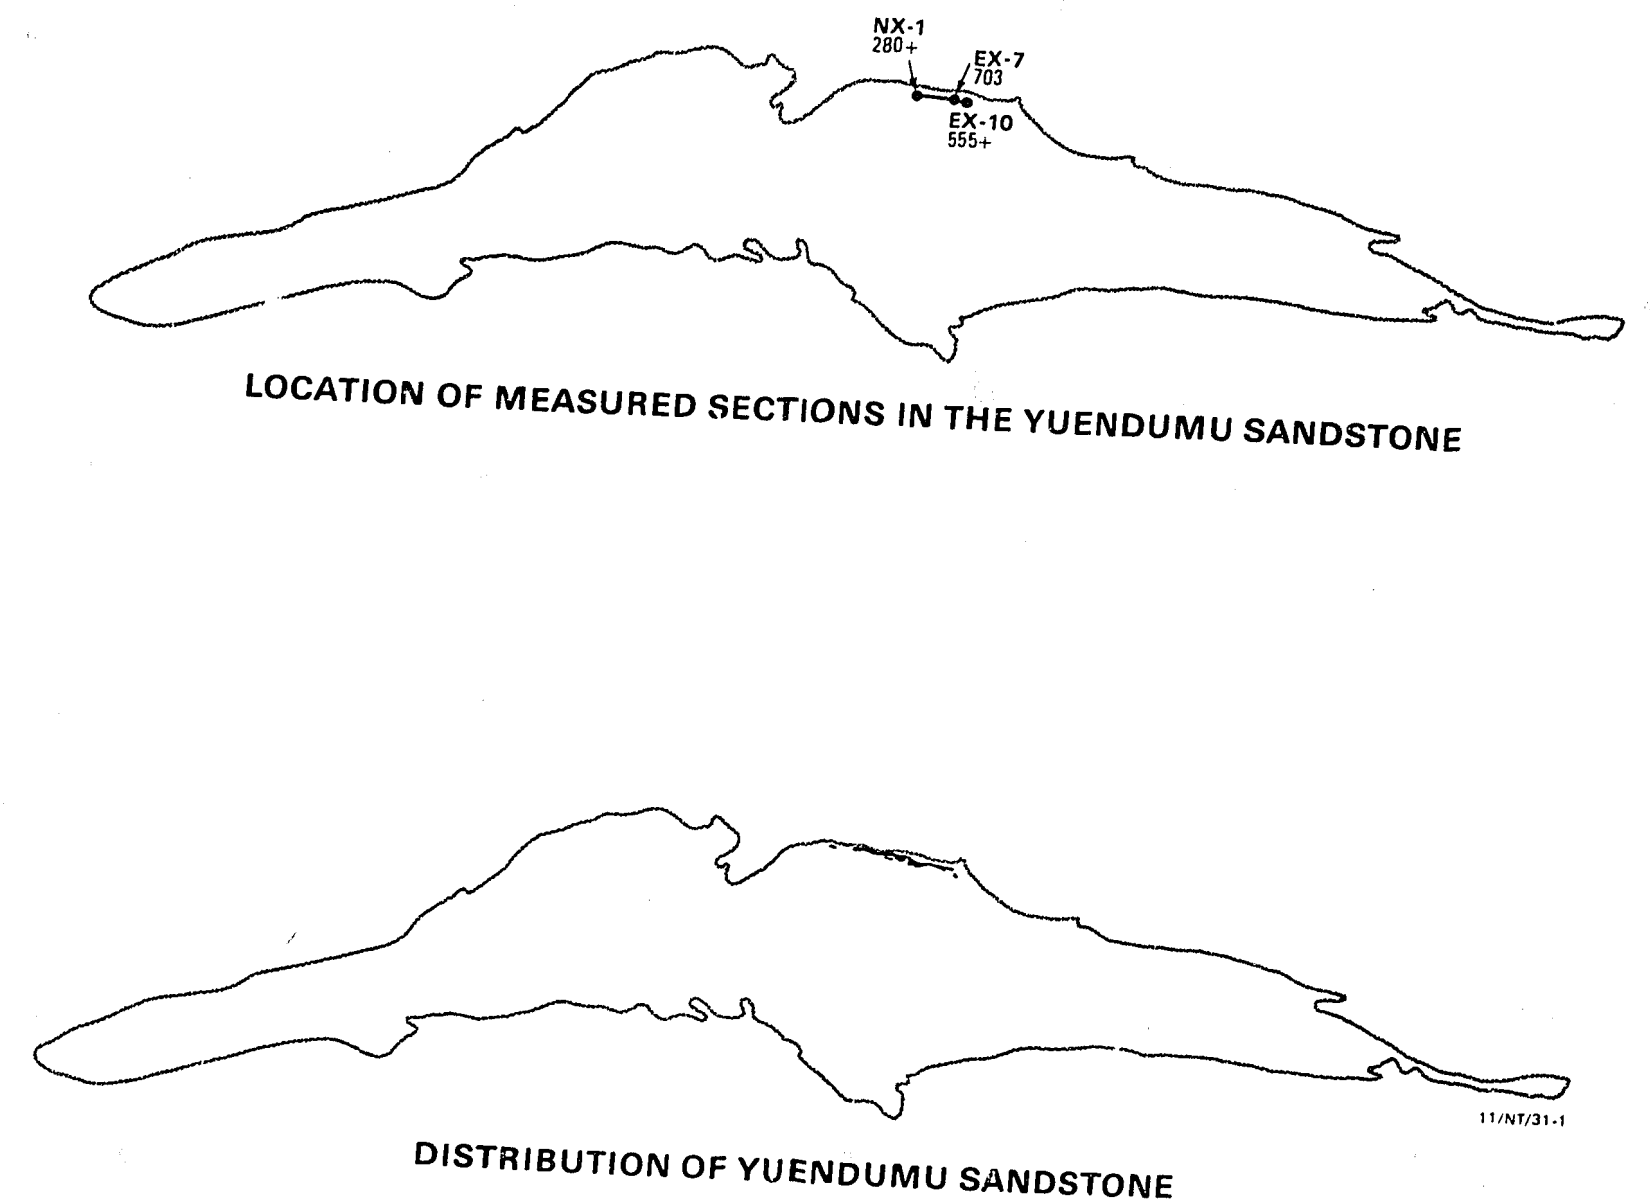 NX-1
280+
EX-7
703
EX-10
555+
LOCATION OF MEASURED SECTIONS IN THE YUENDUMU SANDSTONE
11/NT/31-1
DISTRIBUTION OF YUENDUMU SANDSTONE